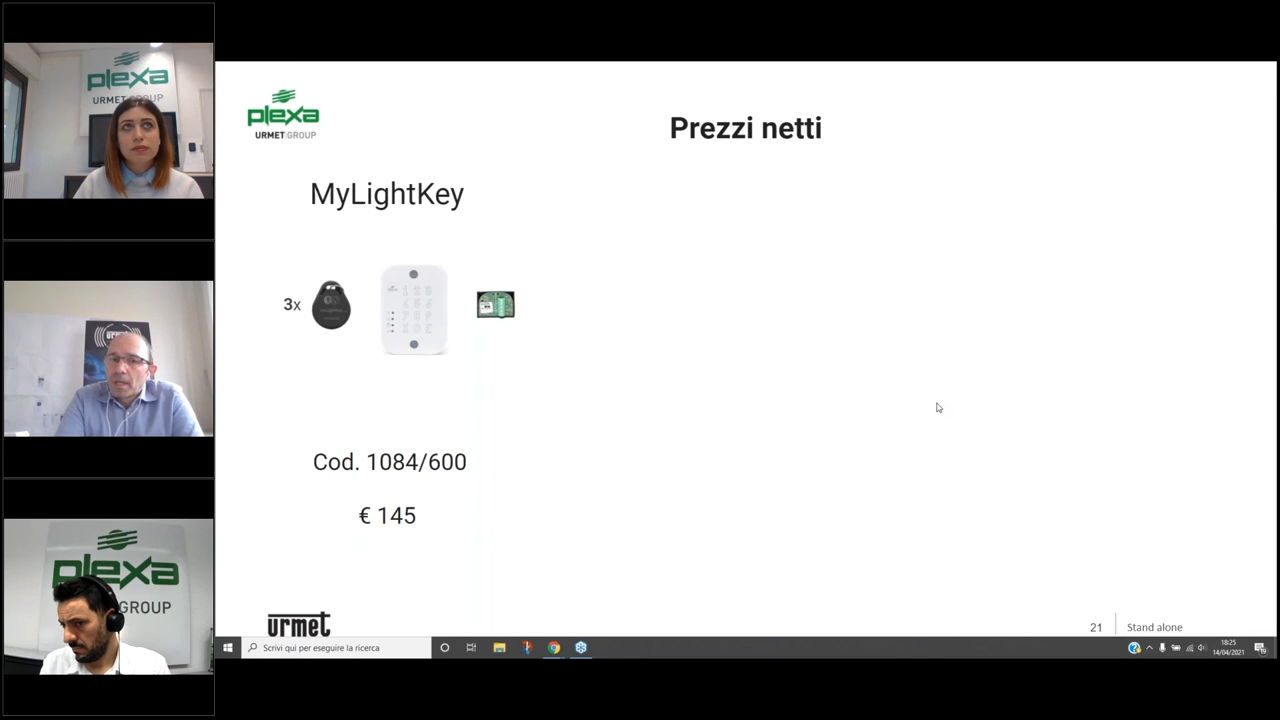 plexa
URMET GROUP
plexa
GROUP
plexa
URMET GROUP
Prezzi netti
MyLightKey
3x
Cod. 1084/600
€ 145
urmet
21
Stand alone
Scrivi qui per eseguire la ricerca
18:25
14/04/2021